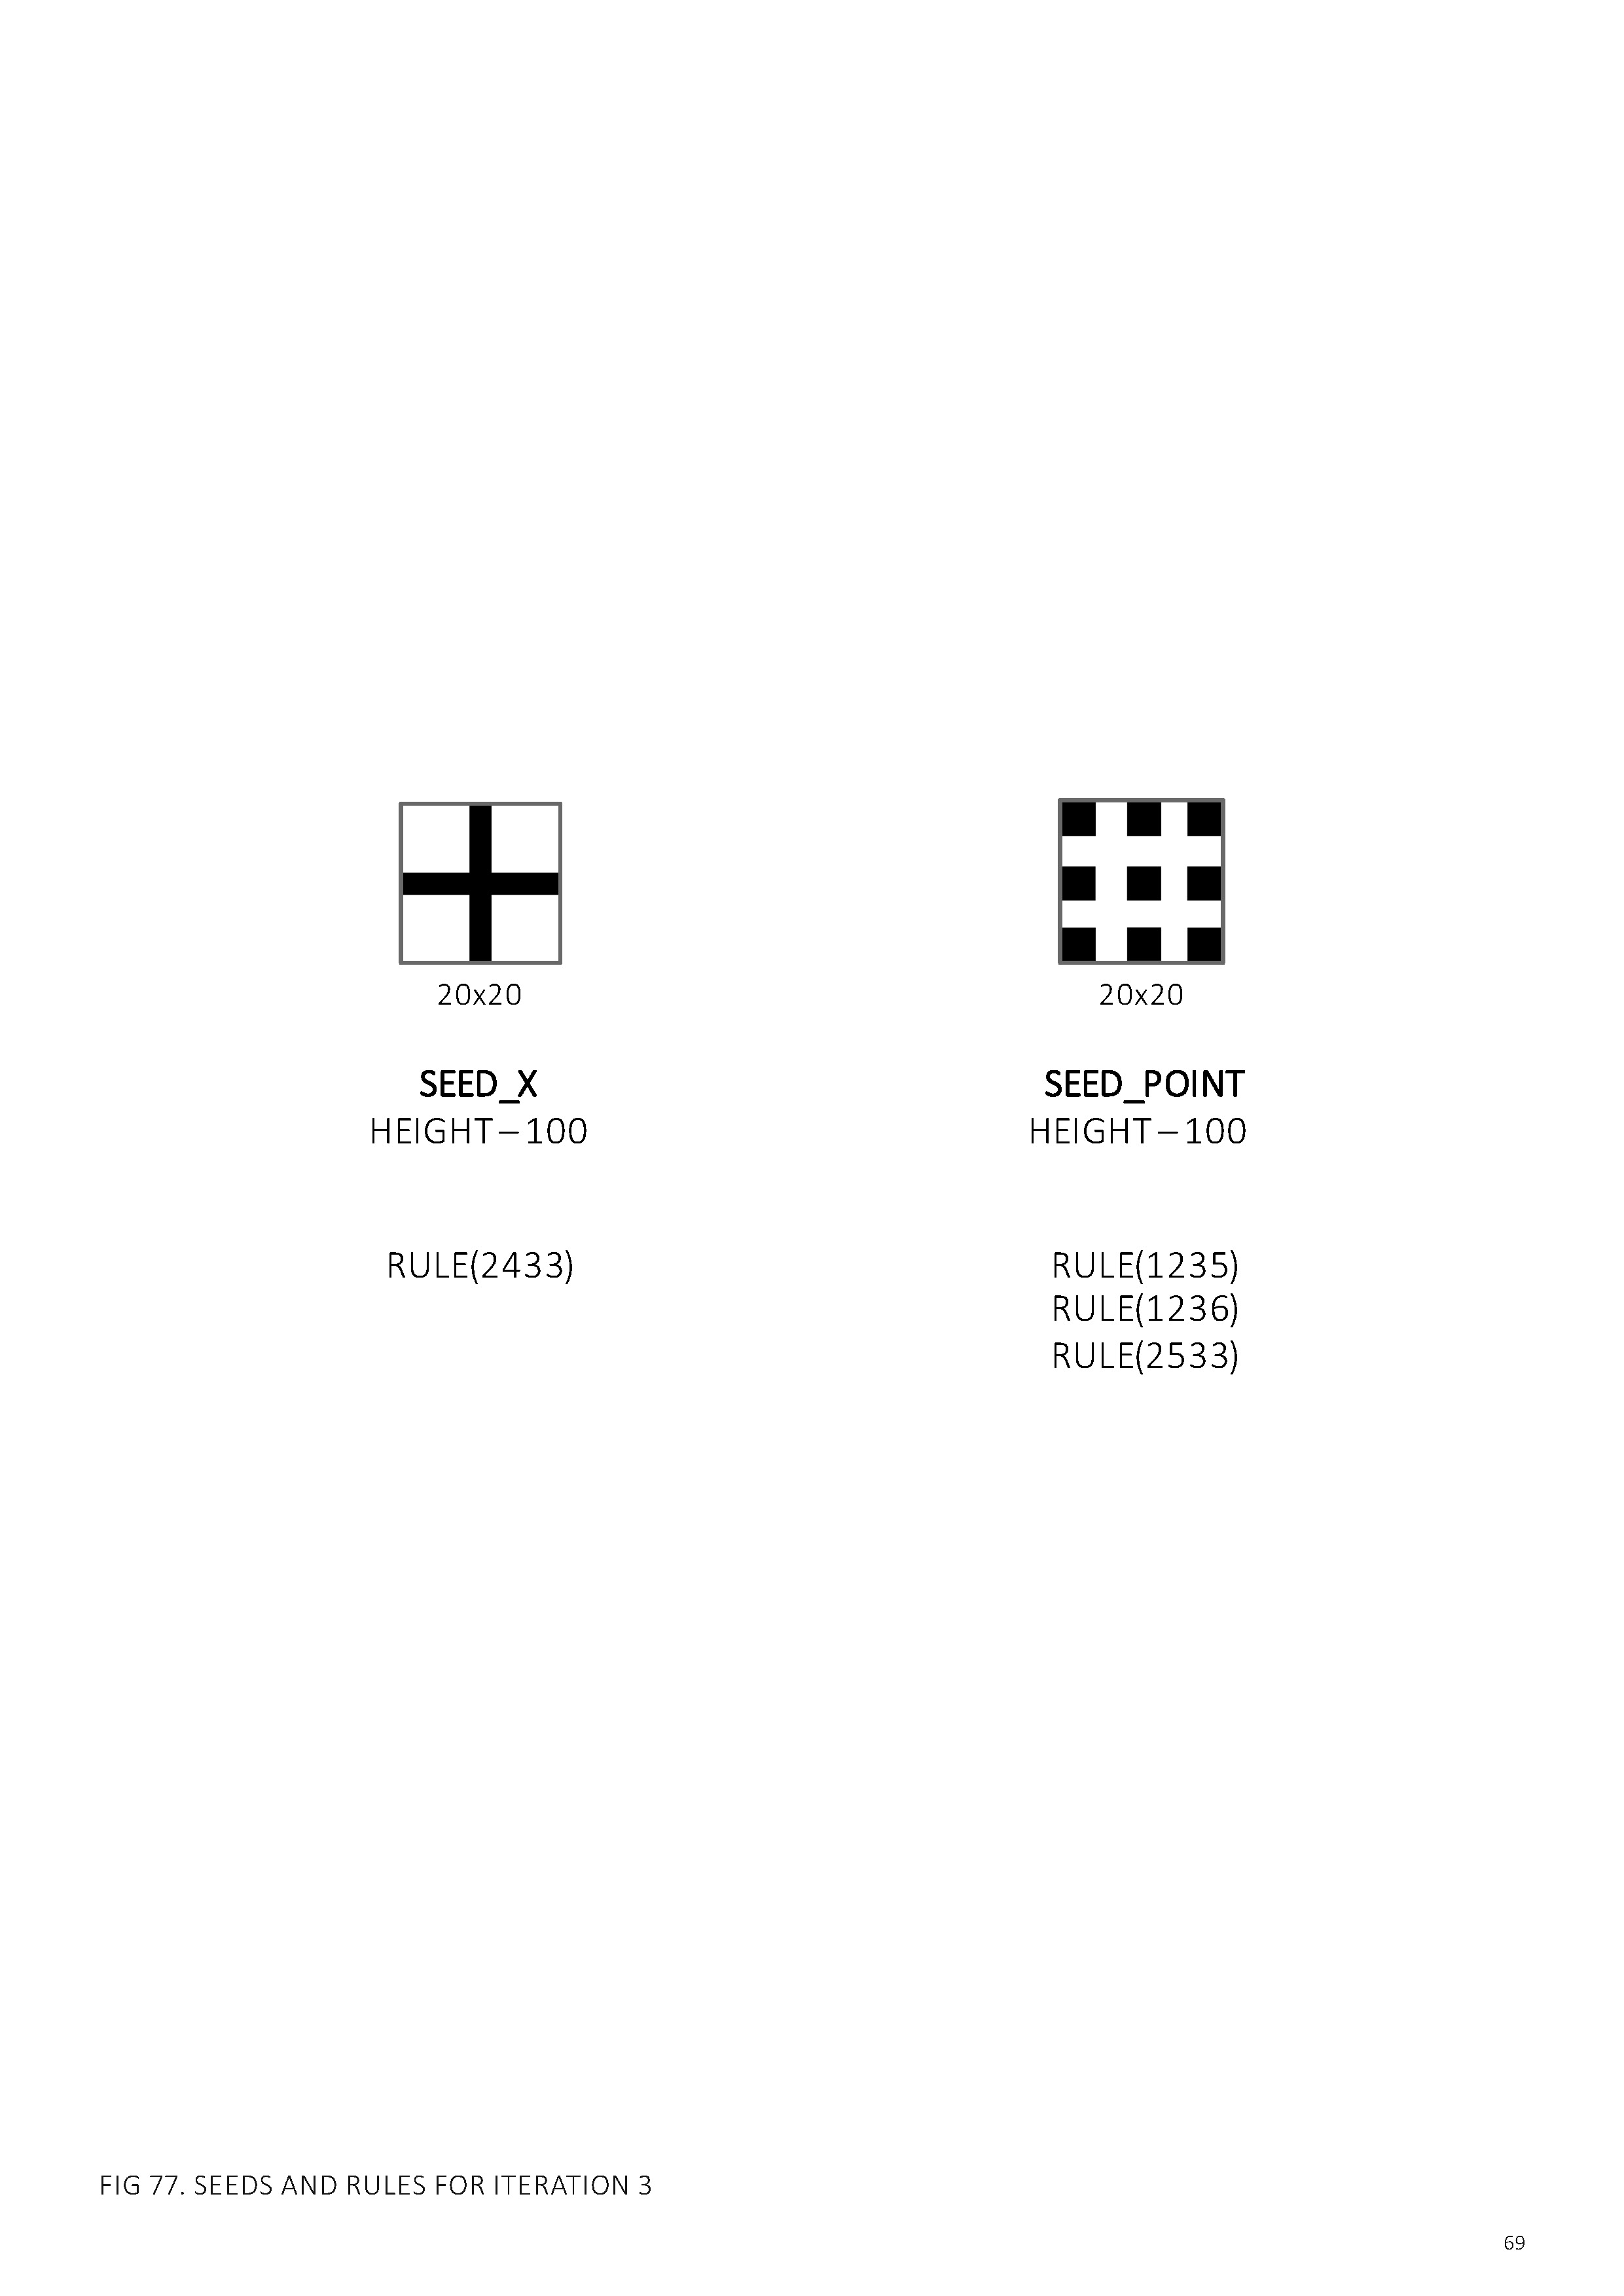 20x20
SEED_X
HEIGHT–100
RULE(2433)
20x20
SEED_POINT
HEIGHT–100
RULE(1235)
RULE(1236)
RULE(2533)
FIG 77. SEEDS AND RULES FOR ITERATION 3
69